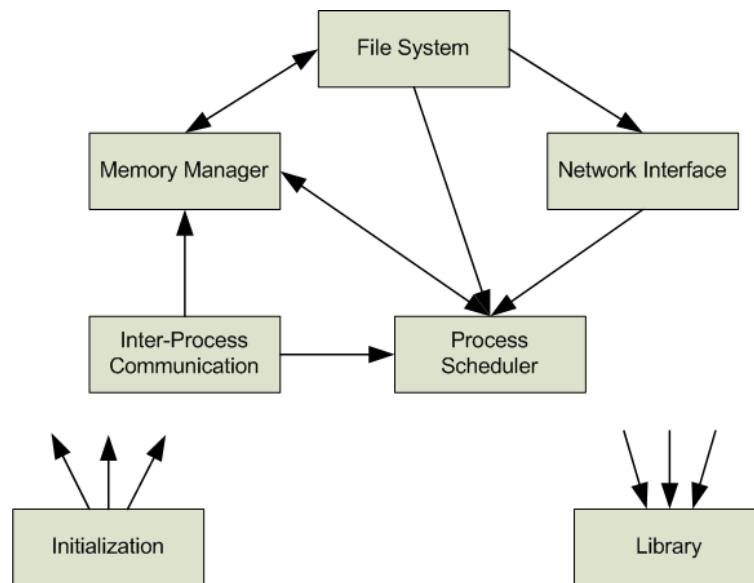 File System
Memory Manager
Network Interface
Inter-Process
Communication
Process
Scheduler
Initialization
Library